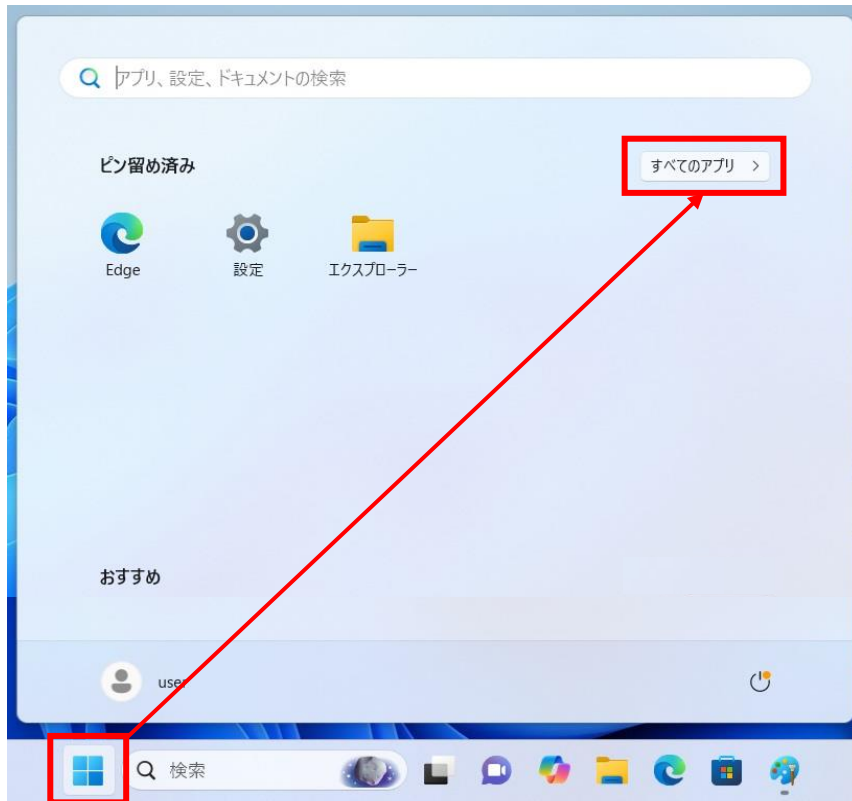 アプリ、設定、ドキュメントの検索
ピン留め済み
すべてのアプリ
Edge
設定
エクスプローラー
おすすめ
user
検索